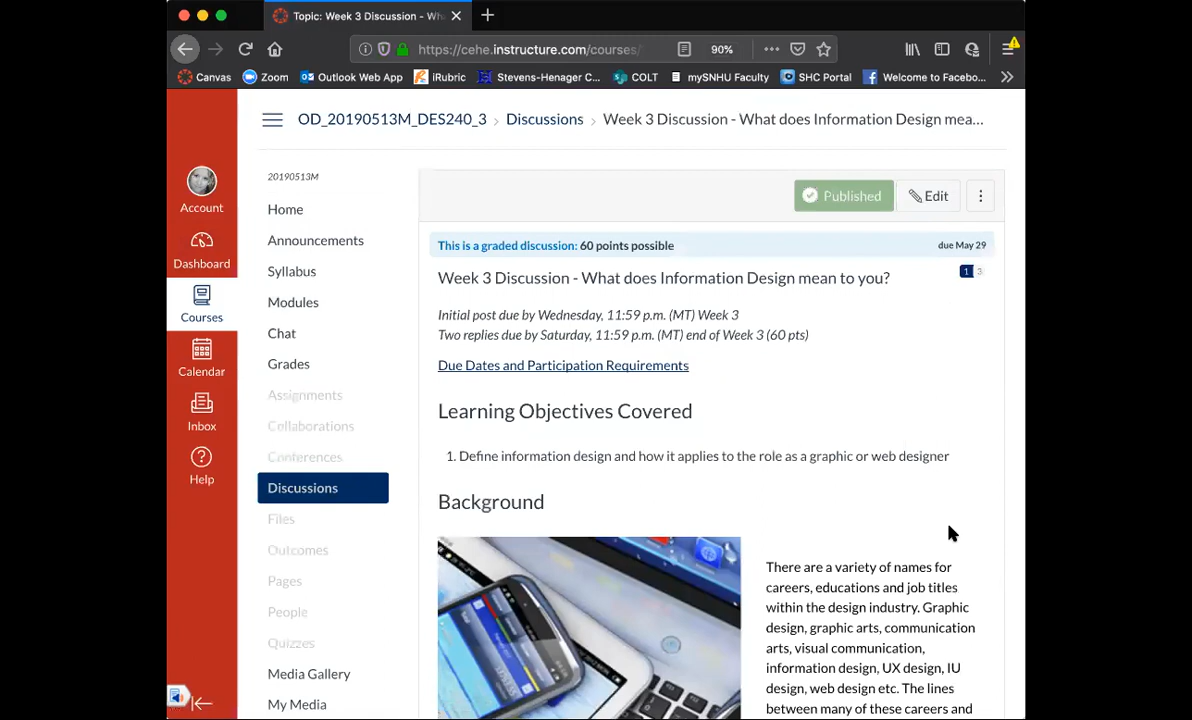 Topic: Week 3 Discussion - Wh
https://cehe.instructure.com/courses/
90%
Canvas
Zoom
Outlook Web App
iRubric
Stevens-Henager C...
COLT
mySNHU Faculty
SHC Portal
Welcome to Facebo...
OD_20190513M_DES240_3 > Discussions > Week 3 Discussion - What does Information Design mea...
Account
Dashboard
Courses
Calendar
Inbox
Help
20190513M
Home
Announcements
Syllabus
Modules
Chat
Grades
Assignments
Collaborations
Conferences
Discussions
Files
Outcomes
Pages
People
Quizzes
Media Gallery
My Media
Published
Edit
This is a graded discussion: 60 points possible
due May 29
Week 3 Discussion - What does Information Design mean to you?
1 3
Initial post due by Wednesday, 11:59 p.m. (MT) Week 3
Two replies due by Saturday, 11:59 p.m. (MT) end of Week 3 (60 pts)
Due Dates and Participation Requirements
Learning Objectives Covered
1. Define information design and how it applies to the role as a graphic or web designer
Background
There are a variety of names for
careers, educations and job titles
within the design industry. Graphic
design, graphic arts, communication
arts, visual communication,
information design, UX design, IU
design, web design etc. The lines
between many of these careers and